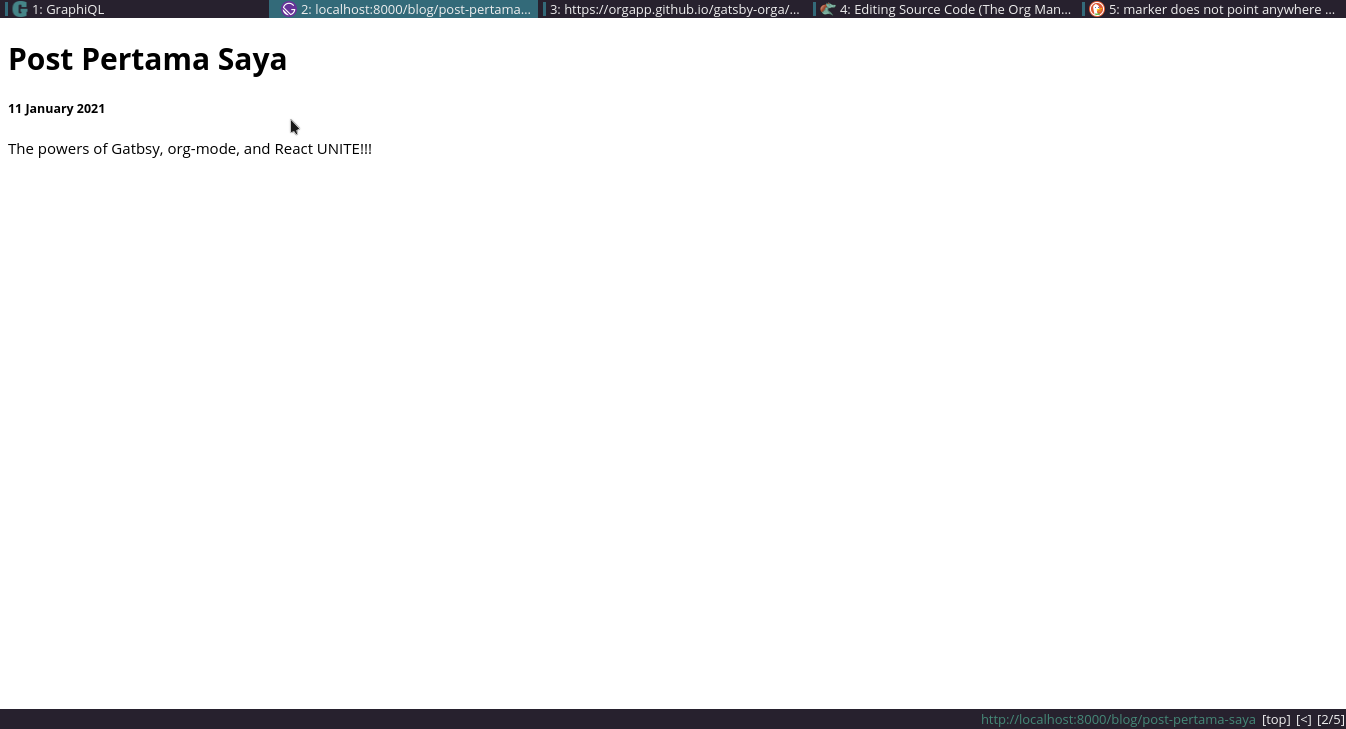 1: GraphiQL
2: localhost:8000/blog/post-pertama...
3: https://orgapp.github.io/gatsby-orga/...
4: Editing Source Code (The Org Man...
5: marker does not point anywhere ...
Post Pertama Saya
11 January 2021
The powers of Gatbsy, org-mode, and React UNITE!!!
http://localhost:8000/blog/post-pertama-saya [top] [<] [2/5]